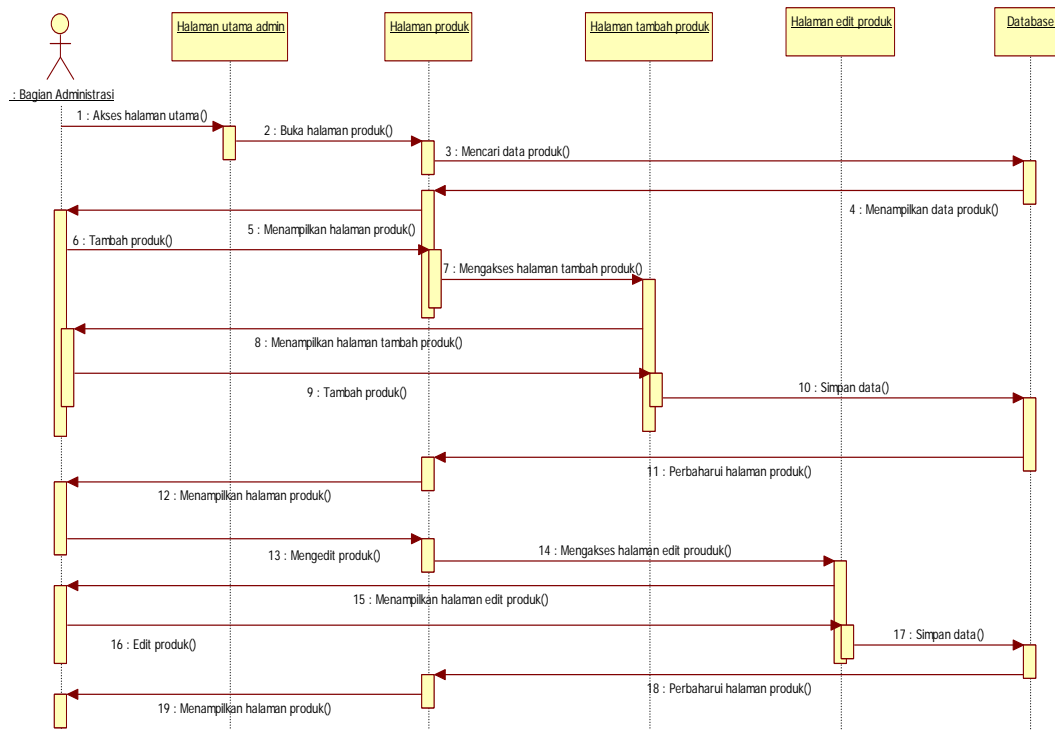 Halaman utama admin
Halaman produk
Halaman tambah produk
Halaman edit produk
Database
: Bagian Administrasi
1 : Akses halaman utama()
2 : Buka halaman produk()
3 : Mencari data produk()
4 : Menampilkan data produk()
5 : Menampilkan halaman produk()
6 : Tambah produk()
7 : Mengakses halaman tambah produk()
8 : Menampilkan halaman tambah produk()
9 : Tambah produk()
10 : Simpan data()
11 : Perbaharui halaman produk()
12 : Menampilkan halaman produk()
13 : Mengedit produk()
14 : Mengakses halaman edit prouduk()
15 : Menampilkan halaman edit produk()
16 : Edit produk()
17 : Simpan data()
18 : Perbaharui halaman produk()
19 : Menampilkan halaman produk()